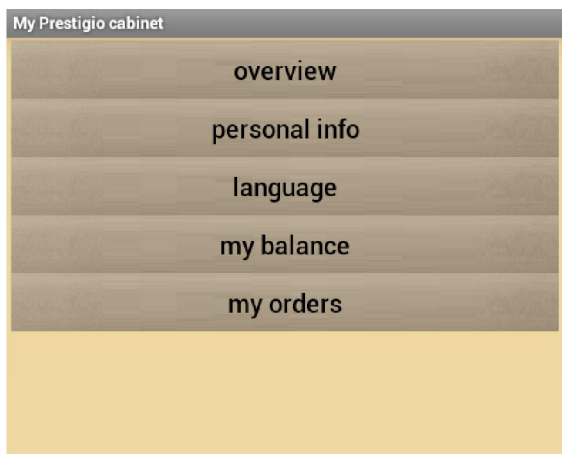 My Prestigio cabinet
overview
personal info
language
my balance
my orders